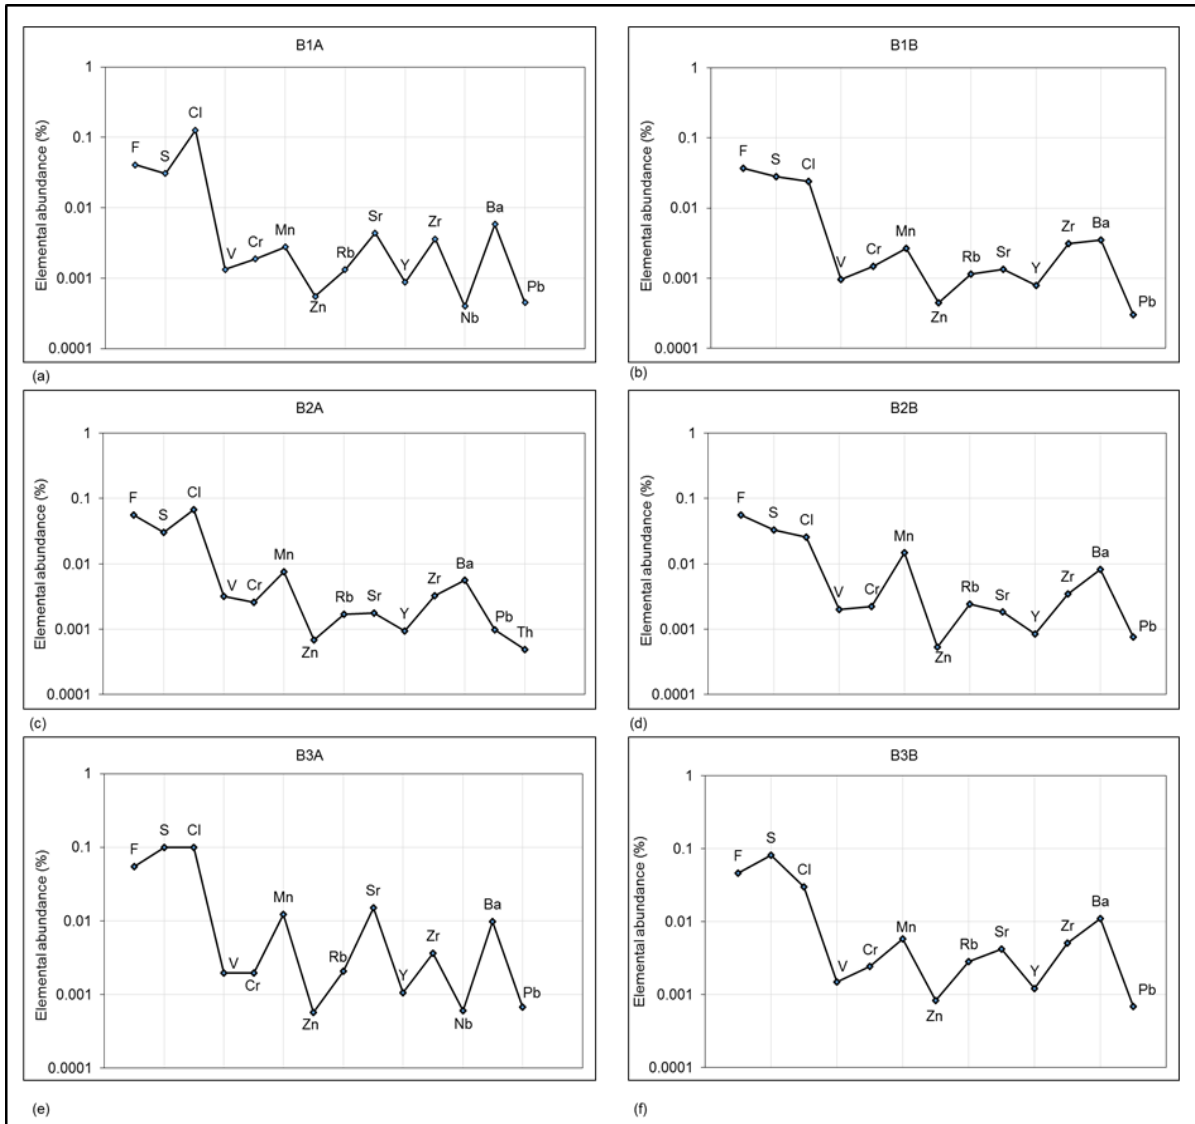 B1A
Elemental abundance (%)
1
0.1
0.01
0.001
0.0001
F
S
Cl
V
Cr
Mn
Zn
Rb
Sr
Y
Zr
Nb
Ba
Pb
(a)
B1B
Elemental abundance (%)
1
0.1
0.01
0.001
0.0001
F
S
Cl
V
Cr
Mn
Zn
Rb
Sr
Y
Zr
Ba
Pb
(b)
B2A
Elemental abundance (%)
1
0.1
0.01
0.001
0.0001
F
S
Cl
V
Cr
Mn
Zn
Rb
Sr
Y
Zr
Ba
Pb
Th
(c)
B2B
Elemental abundance (%)
1
0.1
0.01
0.001
0.0001
F
S
Cl
V
Cr
Mn
Zn
Rb
Sr
Y
Zr
Ba
Pb
(d)
B3A
Elemental abundance (%)
1
0.1
0.01
0.001
0.0001
F
S
Cl
V
Cr
Mn
Zn
Rb
Sr
Y
Zr
Nb
Ba
Pb
(e)
B3B
Elemental abundance (%)
1
0.1
0.01
0.001
0.0001
F
S
Cl
V
Cr
Mn
Zn
Rb
Sr
Y
Zr
Ba
Pb
(f)